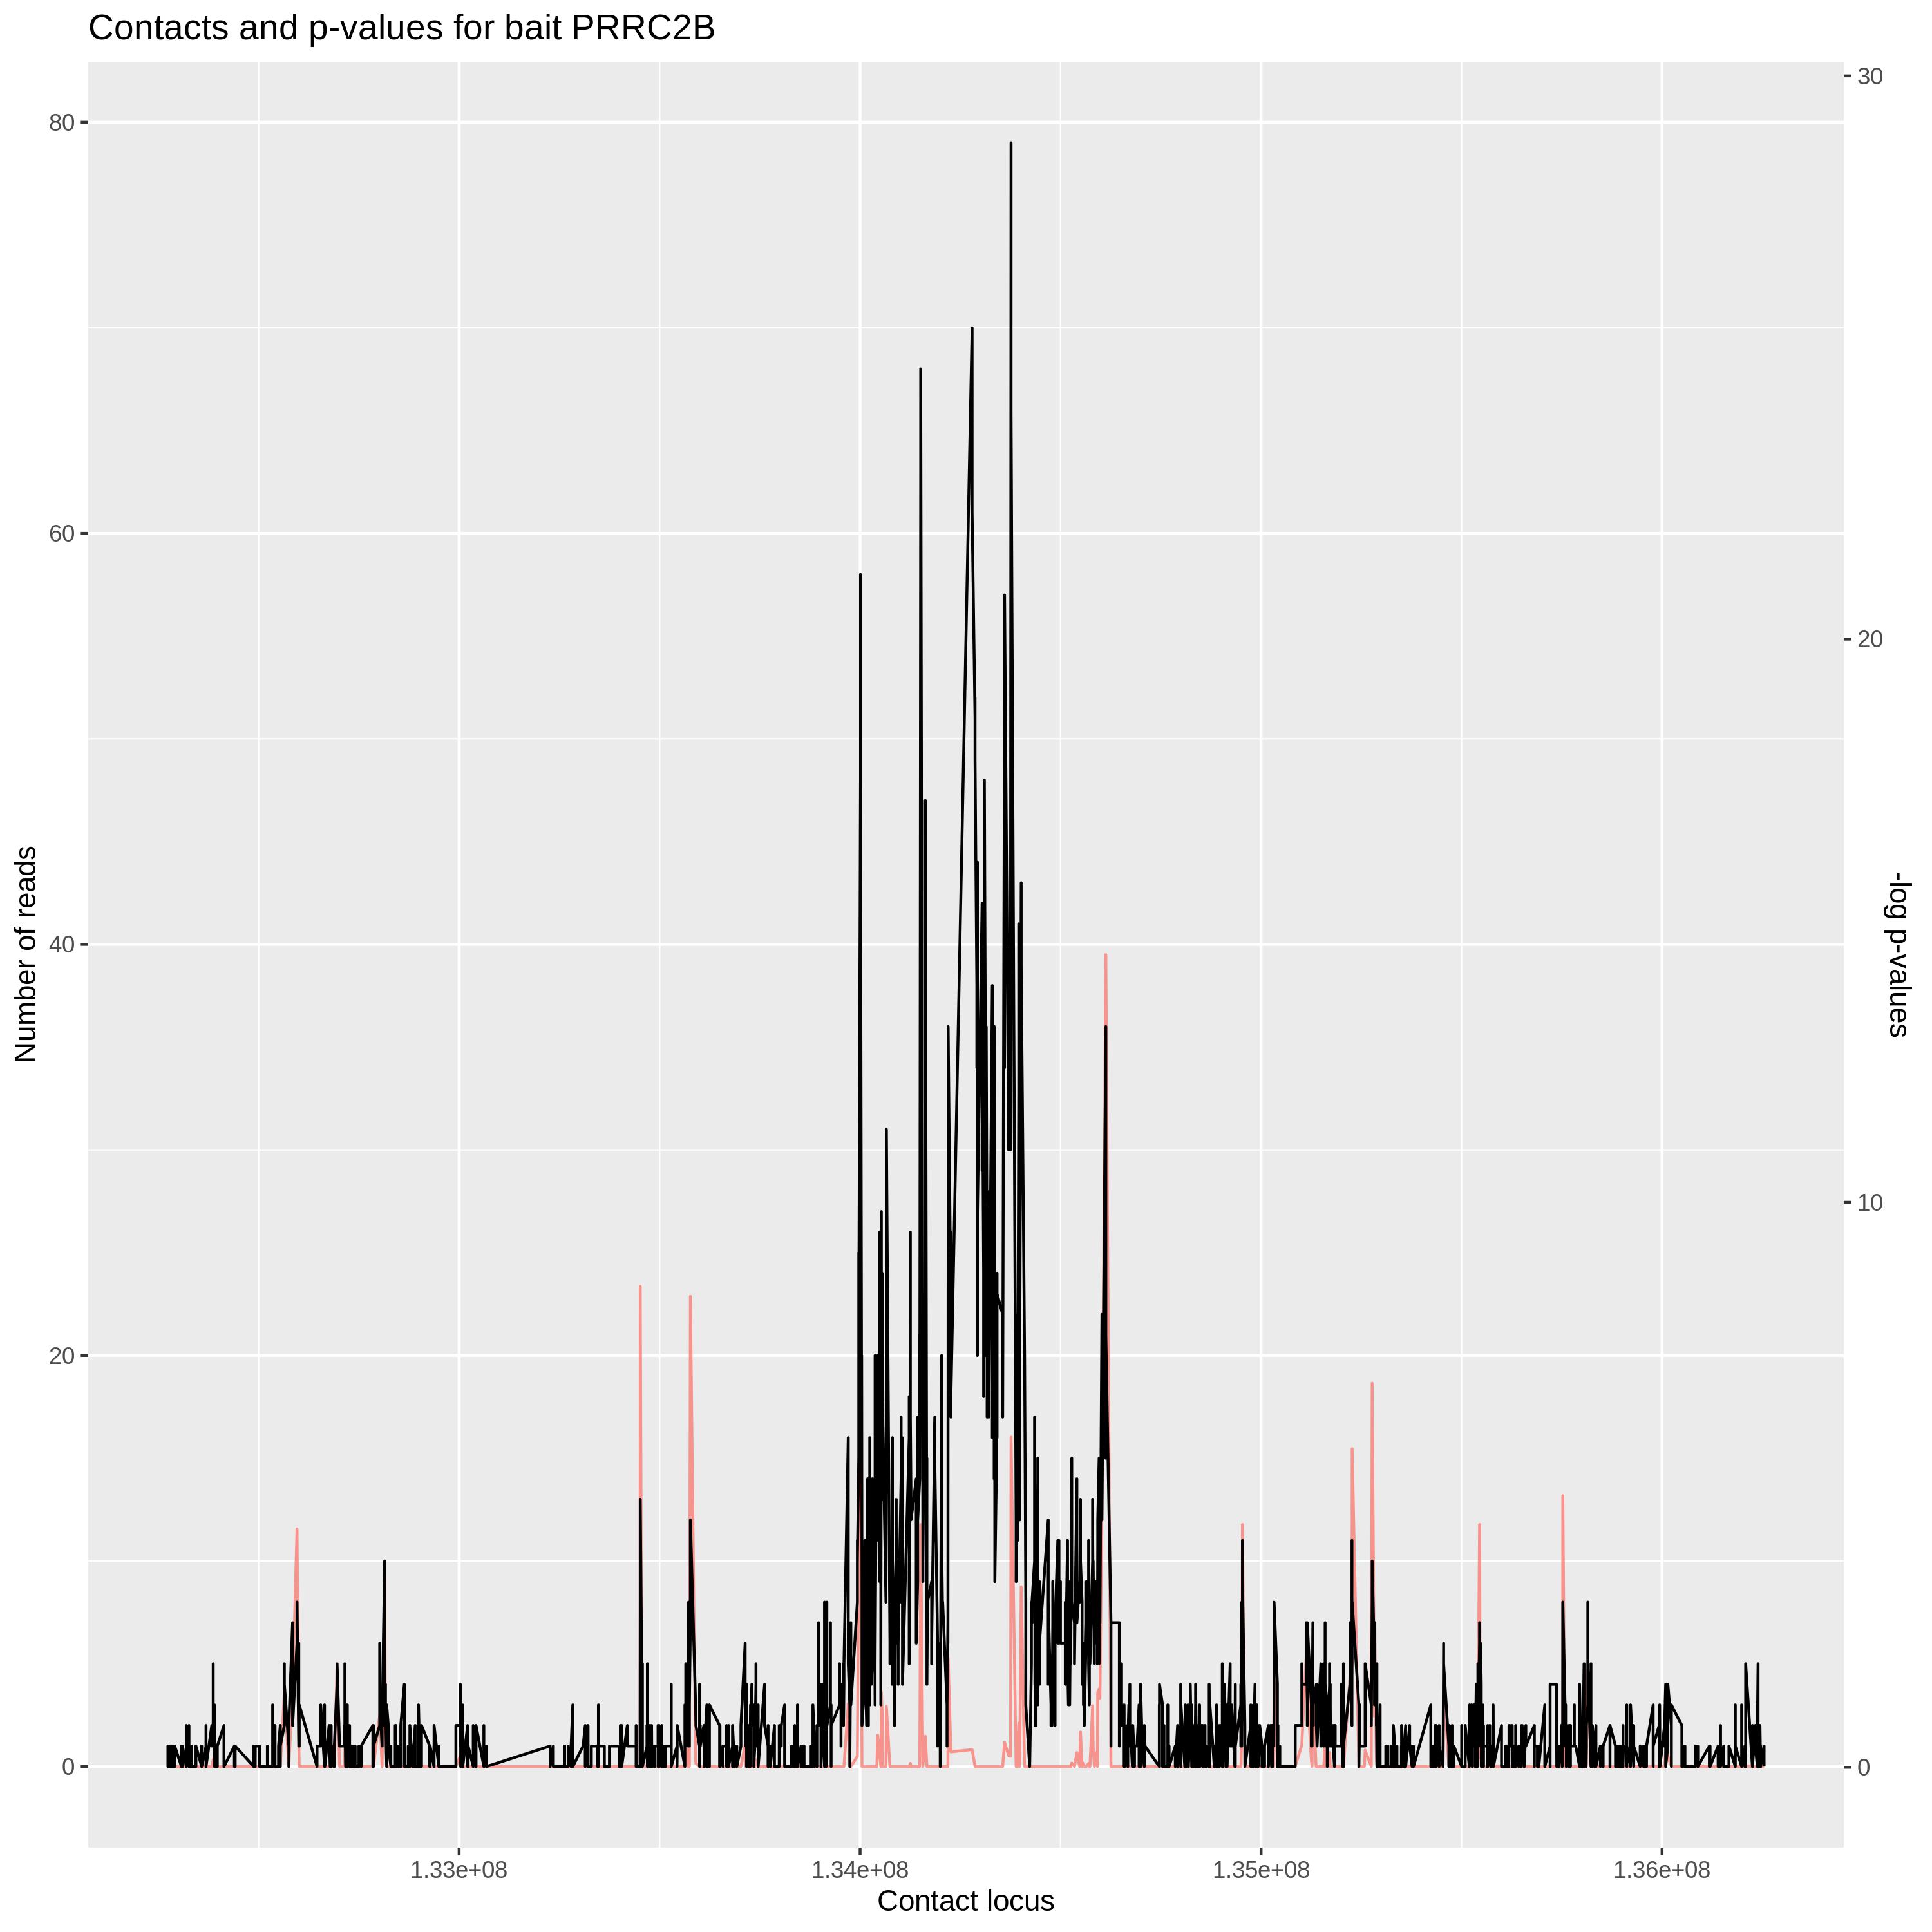 Contacts and p-values for bait PRRC2B
80
60
40
20
0
30
20
10
0
Number of reads
-log p-values
1.33e+08 1.34e+08 1.35e+08 1.36e+08
Contact locus